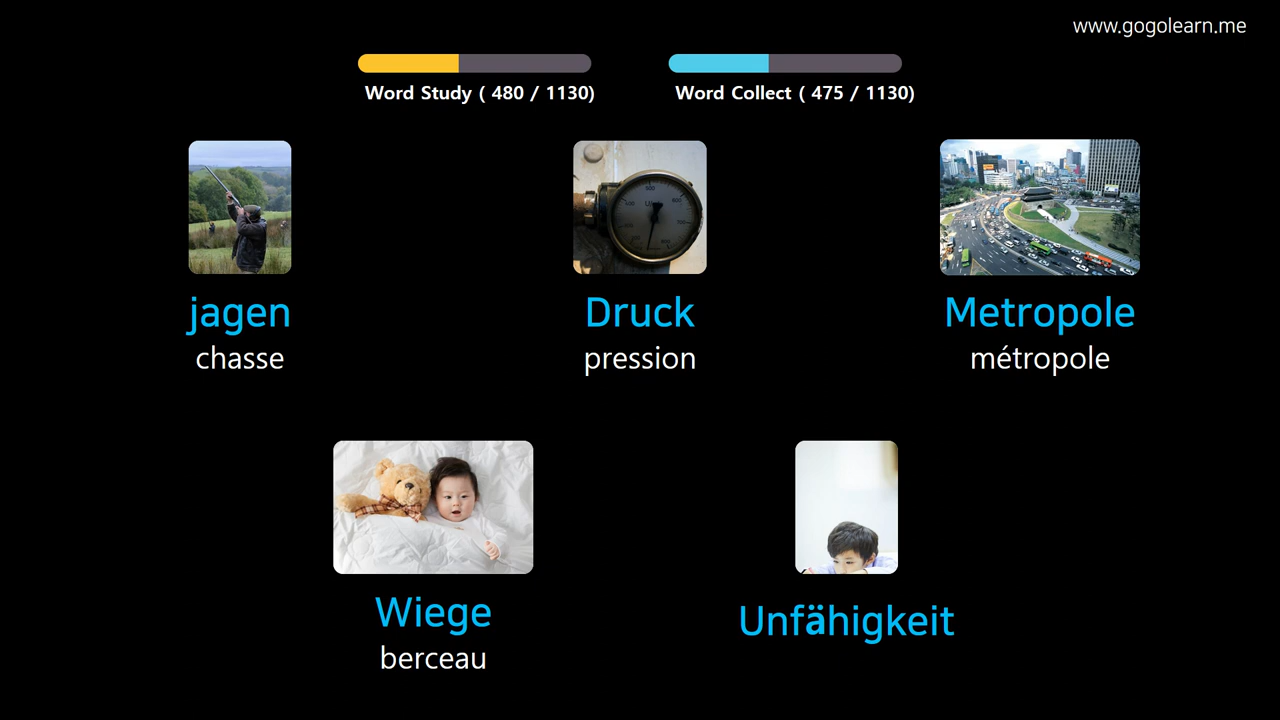 www.gogolearn.me
Word Study ( 480 / 1130)
Word Collect ( 475 / 1130)
jagen
chasse
Druck
pression
Metropole
métropole
Wiege
berceau
Unfähigkeit